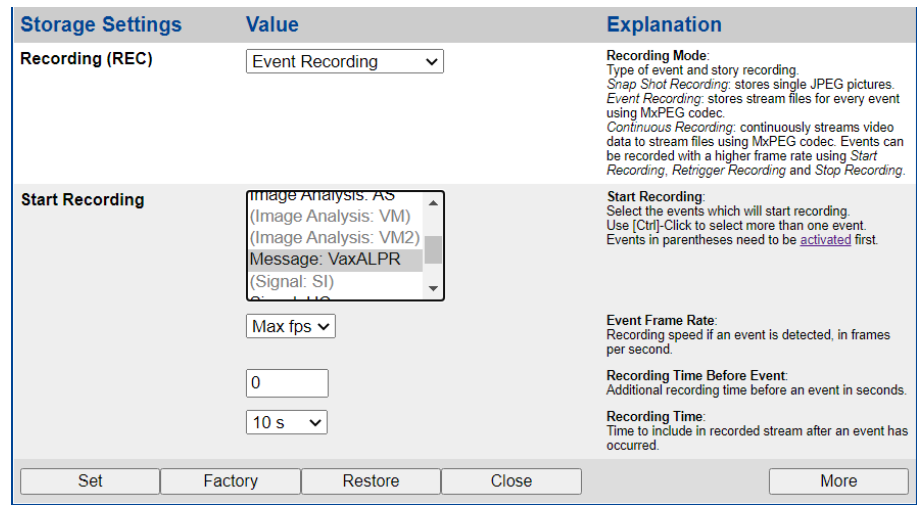 Storage Settings Value Explanation
Recording (REC)
Event Recording
Recording Mode:
Type of event and story recording.
Snap Shot Recording: stores single JPEG pictures.
Event Recording: stores stream files for every event
using MxPEG codec.
Continuous Recording: continuously streams video
data to stream files using MxPEG codec. Events can
be recorded with a higher frame rate using Start
Recording, Retrigger Recording and Stop Recording.
Start Recording
Image Analysis: AS
(Image Analysis: VM)
(Image Analysis: VM2)
Message: VaxALPR
(Signal: SI)
Start Recording:
Select the events which will start recording.
Use [Ctrl]-Click to select more than one event.
Events in parentheses need to be activated first.
Max fps
Event Frame Rate:
Recording speed if an event is detected, in frames
per second.
0
Recording Time Before Event:
Additional recording time before an event in seconds.
10 s
Recording Time:
Time to include in recorded stream after an event has
occurred.
Set Factory Restore Close More